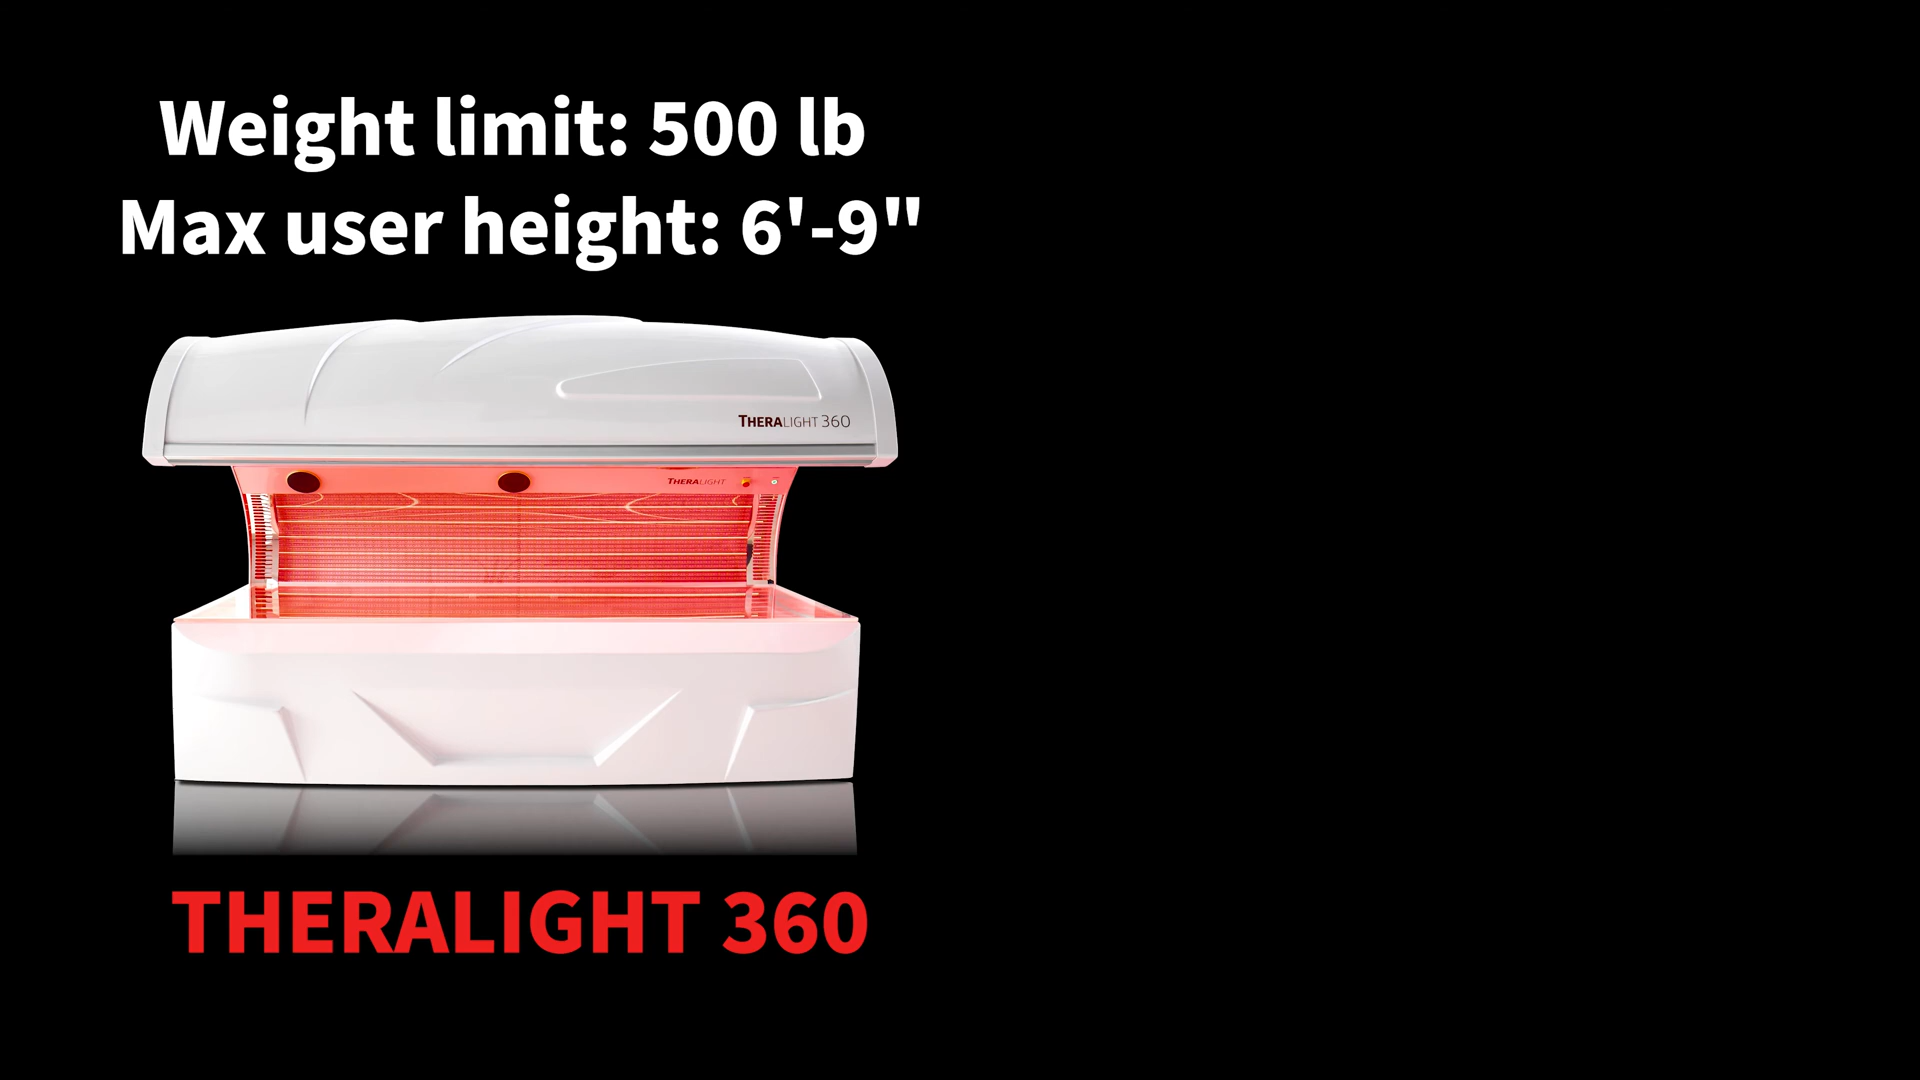 Weight limit: 500 lb
Max user height: 6'-9"
THERALIGHT 360
THERALIGHT
THERALIGHT 360